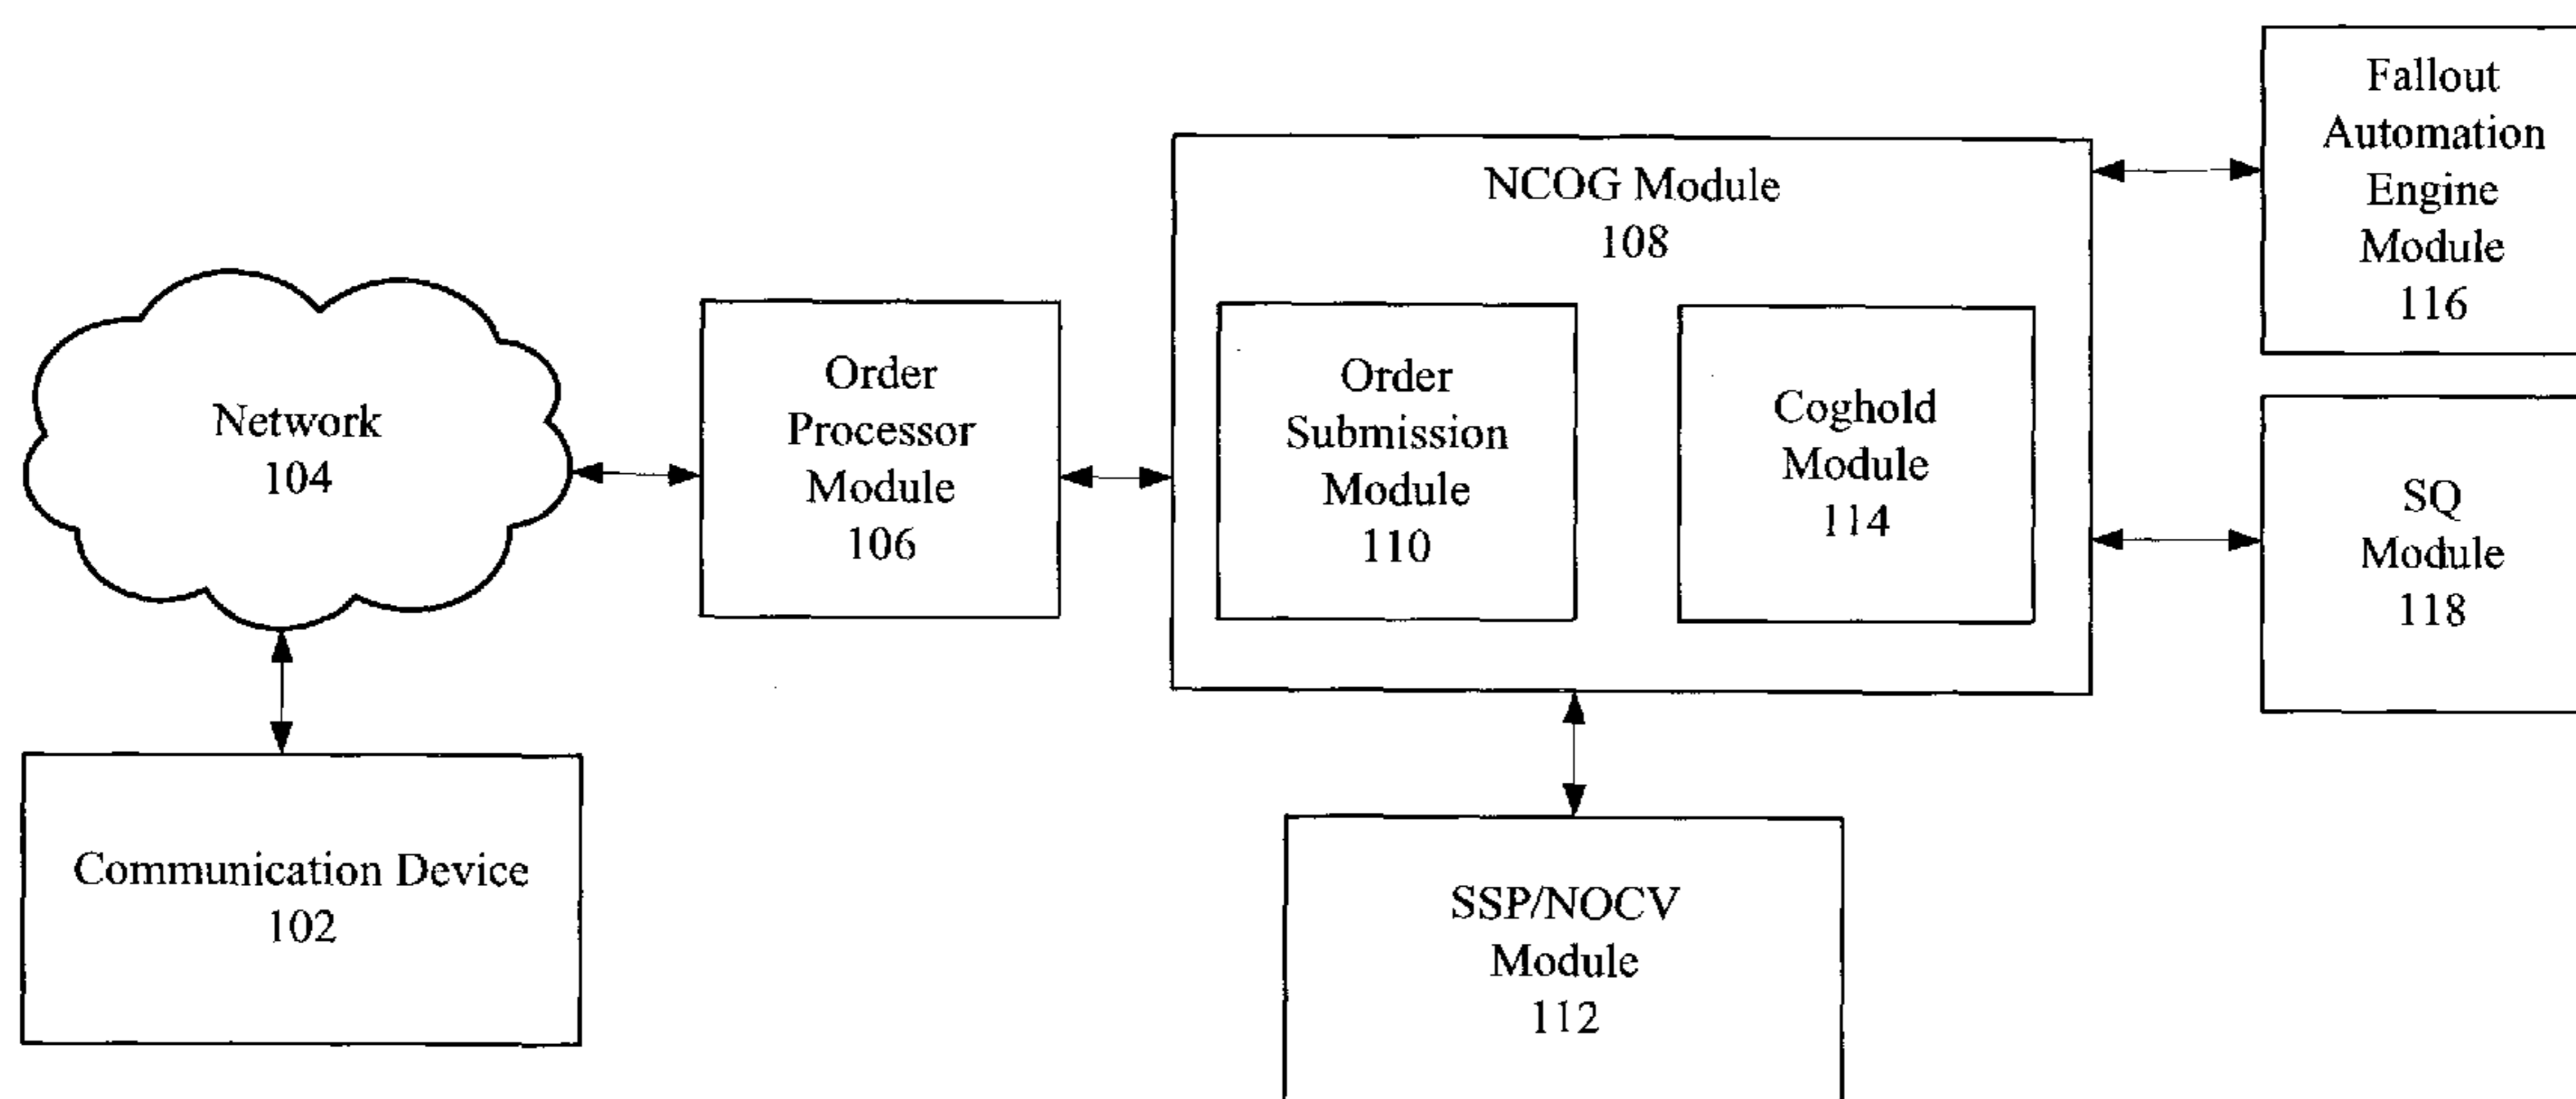 Network
104
Communication Device
102
Order
Processor
Module
106
NCOG Module
108
Order
Submission
Module
110
Coghold
Module
114
SSP/NOCV
Module
112
Fallout
Automation
Engine
Module
116
SQ
Module
118